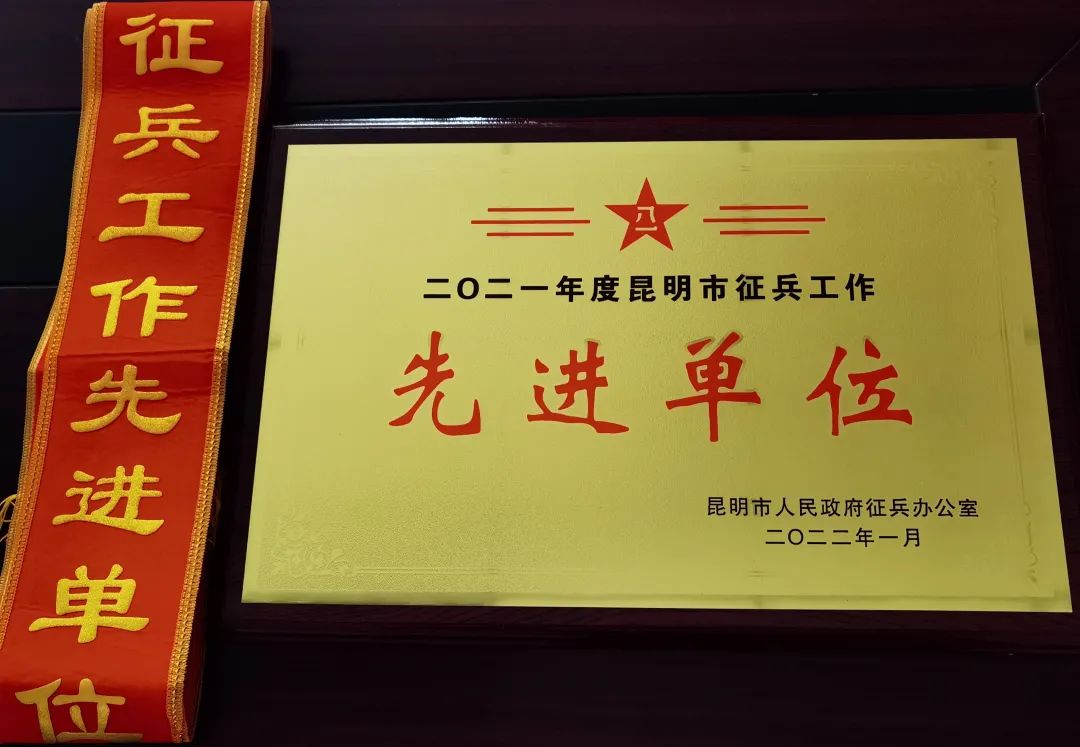 征兵工作先进单位
八一
二〇二一年度昆明市征兵工作
先进单位
昆明市人民政府征兵办公室
二〇二二年一月